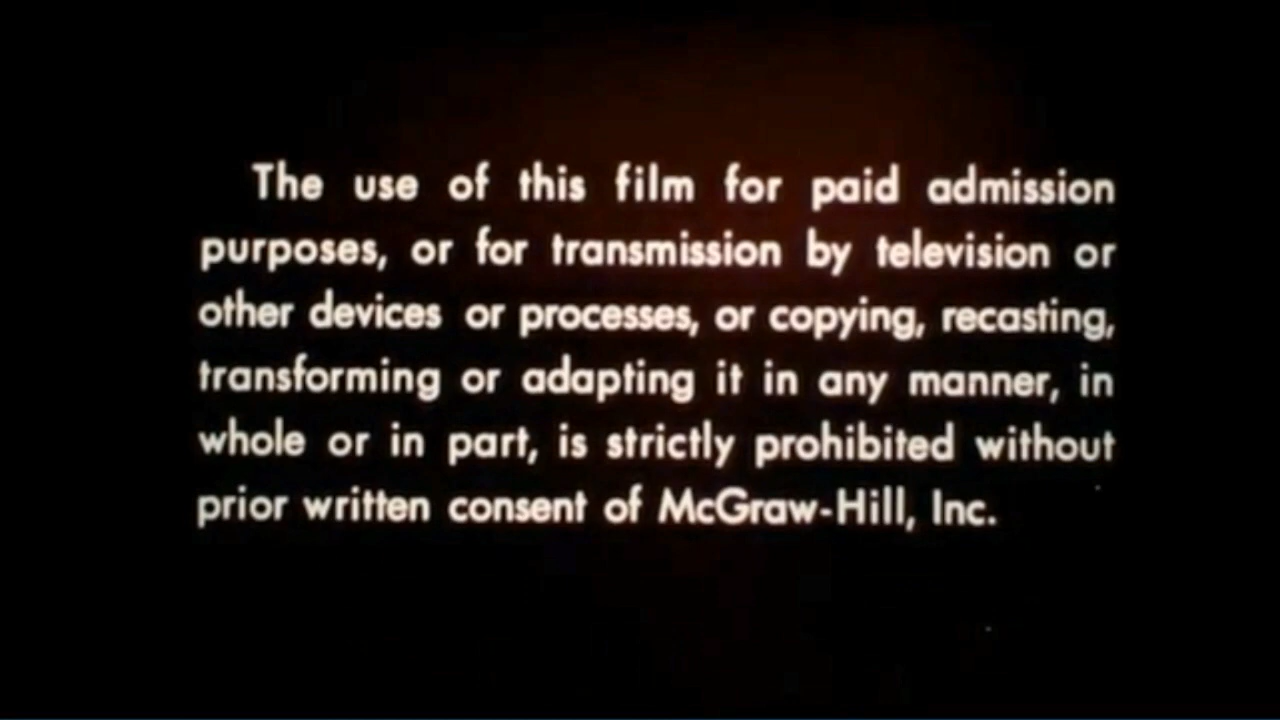 The use of this film for paid admission
purposes, or for transmission by television or
other devices or processes, or copying, recasting,
transforming or adapting it in any manner, in
whole or in part, is strictly prohibited without
prior written consent of McGraw-Hill, Inc.